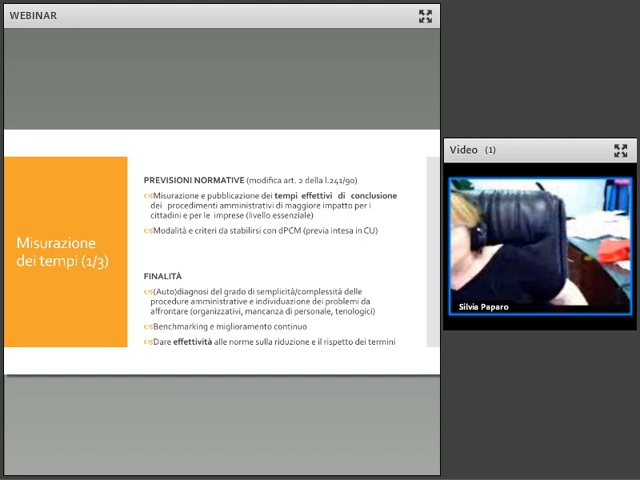 WEBINAR
Misurazione
dei tempi (1/3)
PREVISIONI NORMATIVE (modifica art. 2 della l.241/90)
Misurazione e pubblicazione dei tempi effettivi di conclusione
dei procedimenti amministrativi di maggiore impatto per i
cittadini e per le imprese (livello essenziale)
Modalità e criteri da stabilirsi con dPCM (previa intesa in CU)
FINALITÀ
(Auto)diagnosi del grado di semplicità/complessità delle
procedure amministrative e individuazione dei problemi da
affrontare (organizzativi, mancanza di personale, tenologici)
Benchmarking e miglioramento continuo
Dare effettività alle norme sulla riduzione e il rispetto dei termini
Video (1)
Silvia Paparo